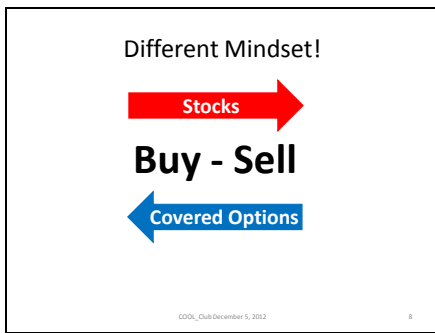 Different Mindset!
Stocks
Buy - Sell
Covered Options
COOL_Club December 5, 2012 8